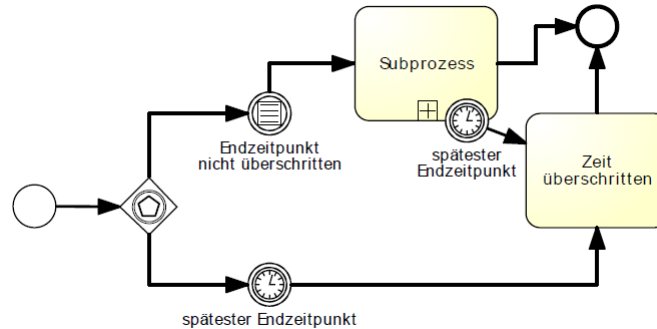 Subprozess
Endzeitpunkt
nicht überschritten
spätester
Endzeitpunkt
Zeit
überschritten
spätester Endzeitpunkt